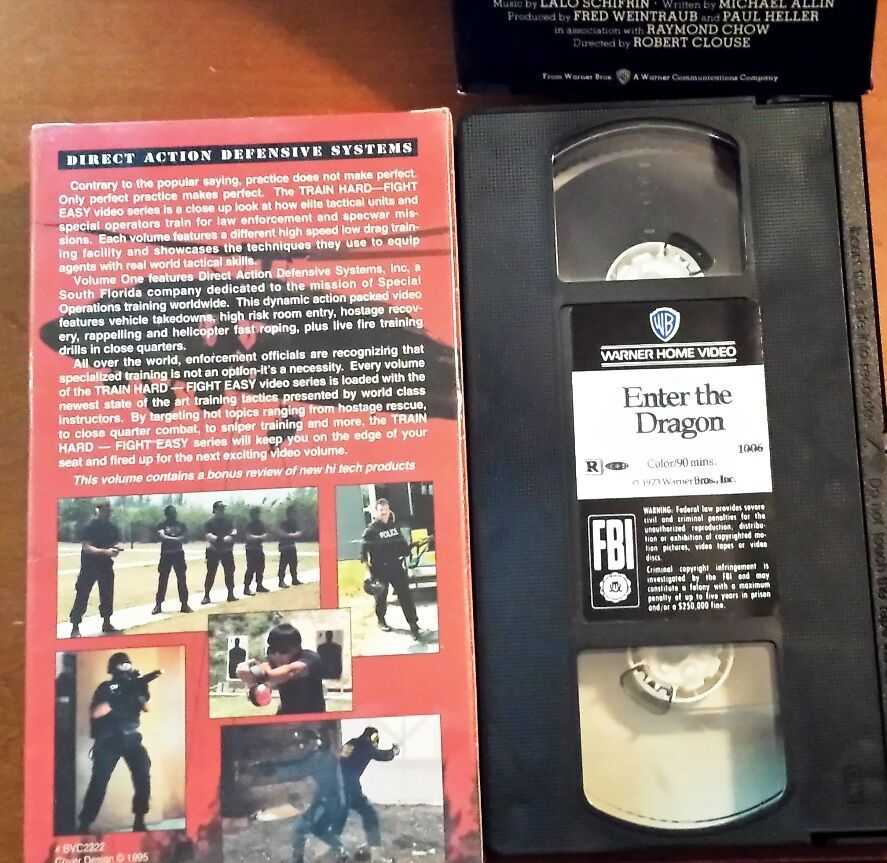 Music by LALO SCHIFRIN · Written by MICHAEL ALLIN
Produced by FRED WEINTRAUB and PAUL HELLER
in association with RAYMOND CHOW
Directed by ROBERT CLOUSE
From Warner Bros. WB A Warner Communications Company
DIRECT ACTION DEFENSIVE SYSTEMS
Contrary to the popular saying, practice does not make perfect.
Only perfect practice makes perfect. The TRAIN HARD—FIGHT
EASY video series is a close up look at how elite tactical units and
special operators train for law enforcement and specwar mis-
sions. Each volume features a different high speed low drag train-
ing facility and showcases the techniques they use to equip
agents with real world tactical skills.
Volume One features Direct Action Defensive Systems, Inc, a
South Florida company dedicated to the mission of Special
Operations training worldwide. This dynamic action packed video
features vehicle takedowns, high risk room entry, hostage recov-
ery, rappelling and helicopter fast roping, plus live fire training
drills in close quarters.
All over the world, enforcement officials are recognizing that
specialized training is not an option-it's a necessity. Every volume
of the TRAIN HARD — FIGHT EASY video series is loaded with the
newest state of the art training tactics presented by world class
instructors. By targeting hot topics ranging from hostage rescue,
to close quarter combat, to sniper training and more, the TRAIN
HARD — FIGHT EASY series will keep you on the edge of your
seat and fired up for the next exciting video volume.
This volume contains a bonus review of new hi tech products
POLICE
# BVC2322
Cover Design © 1995
WB
WARNER HOME VIDEO
Enter the
Dragon
1006
R
Color/90 mins.
© 1973 Warner Bros., Inc.
FBI
WARNING: Federal law provides severe
civil and criminal penalties for the
unauthorized reproduction, distribu-
tion or exhibition of copyrighted mo-
tion pictures, video tapes or video
discs.
Criminal copyright infringement is
investigated by the FBI and may
constitute a felony with a maximum
penalty of up to five years in prison
and/or a $250,000 fine.
Insert this side into recorder
Do not touch the tape